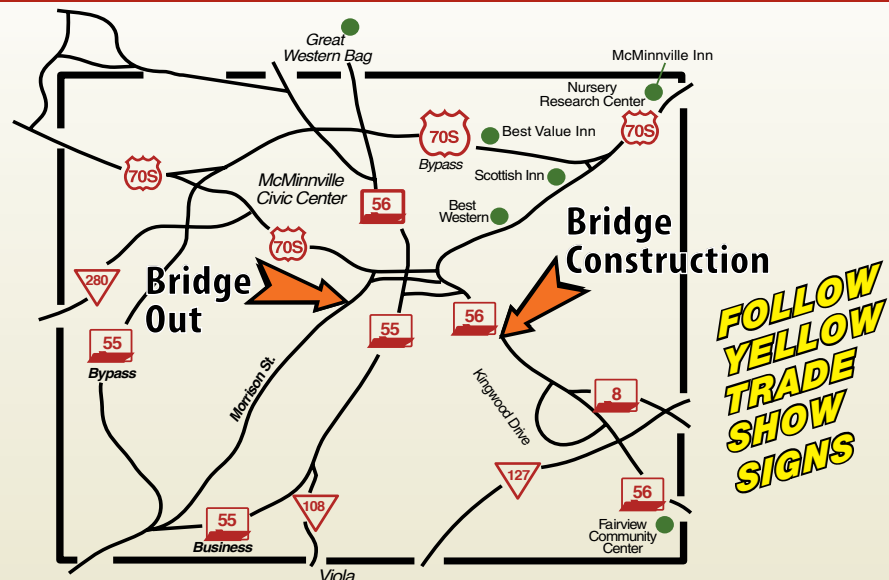 Great
Western Bag
McMinnville Inn
Nursery
Research Center
70S
70S
Bypass
Best Value Inn
Scottish Inn
70S
McMinnville
Civic Center
56
Best
Western
70S
Bridge
Construction
280
Bridge
Out
55
Bypass
55
56
FOLLOW
YELLOW
TRADE
SHOW
SIGNS
Morrison St.
Kingwood Drive
8
127
56
108
55
Business
Fairview
Community
Center
Viola